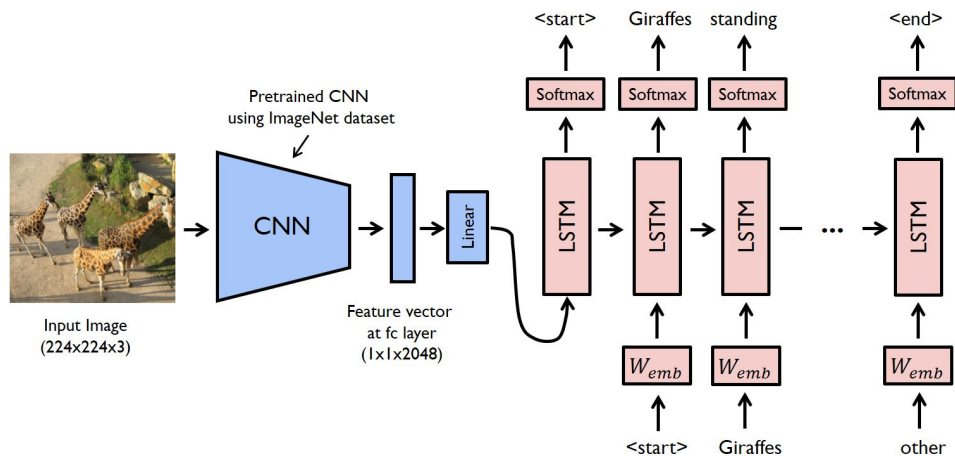 <start> Giraffes standing <end>
Softmax Softmax Softmax Softmax
Pretrained CNN
using ImageNet dataset
CNN
Linear
LSTM LSTM LSTM ... LSTM
Input Image
(224x224x3)
Feature vector
at fc layer
(1x1x2048)
W_emb W_emb W_emb
<start> Giraffes other